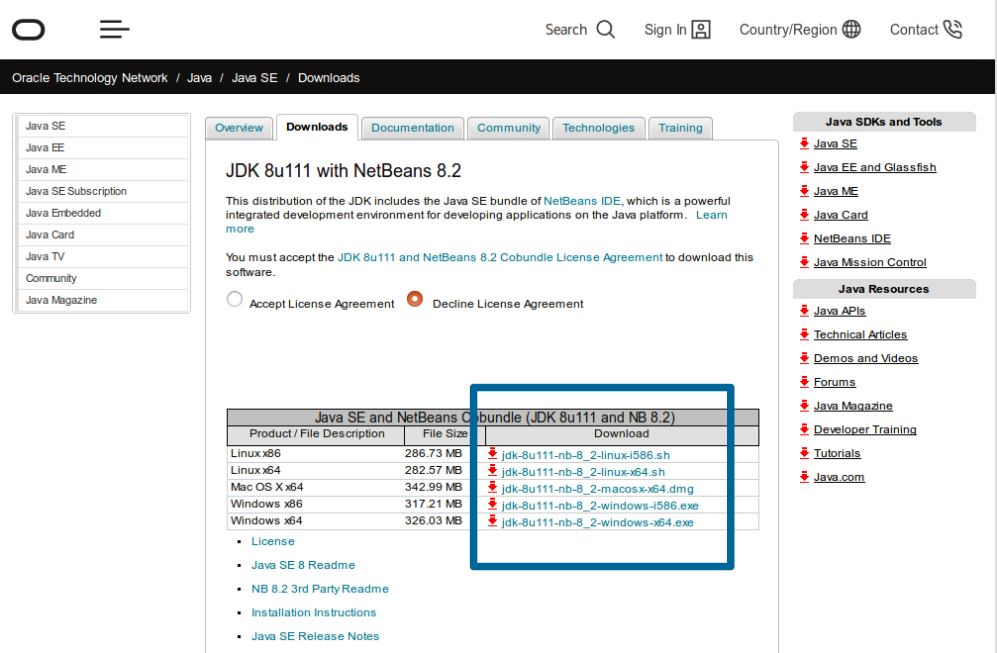 Search
Sign In
Country/Region
Contact
Oracle Technology Network / Java / Java SE / Downloads
Java SE
Java EE
Java ME
Java SE Subscription
Java Embedded
Java Card
Java TV
Community
Java Magazine
Overview
Downloads
Documentation
Community
Technologies
Training
JDK 8u111 with NetBeans 8.2
This distribution of the JDK includes the Java SE bundle of NetBeans IDE, which is a powerful
integrated development environment for developing applications on the Java platform. Learn
more
You must accept the JDK 8u111 and NetBeans 8.2 Cobundle License Agreement to download this
software.
Accept License Agreement Decline License Agreement
Java SE and NetBeans Cobundle (JDK 8u111 and NB 8.2)
Product / File Description File Size Download
Linux x86 286.73 MB jdk-8u111-nb-8_2-linux-i586.sh
Linux x64 282.57 MB jdk-8u111-nb-8_2-linux-x64.sh
Mac OS X x64 342.99 MB jdk-8u111-nb-8_2-macosx-x64.dmg
Windows x86 317.21 MB jdk-8u111-nb-8_2-windows-i586.exe
Windows x64 326.03 MB jdk-8u111-nb-8_2-windows-x64.exe
License
Java SE 8 Readme
NB 8.2 3rd Party Readme
Installation Instructions
Java SE Release Notes
Java SDKs and Tools
Java SE
Java EE and Glassfish
Java ME
Java Card
NetBeans IDE
Java Mission Control
Java Resources
Java APIs
Technical Articles
Demos and Videos
Forums
Java Magazine
Developer Training
Tutorials
Java.com